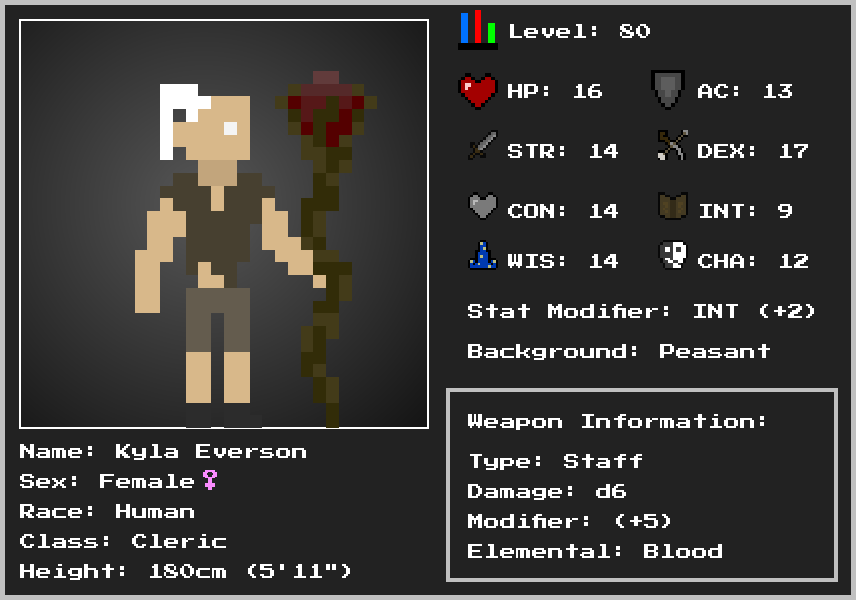 Level: 80
HP: 16 AC: 13
STR: 14 DEX: 17
CON: 14 INT: 9
WIS: 14 CHA: 12
Stat Modifier: INT (+2)
Background: Peasant
Weapon Information:
Type: Staff
Damage: d6
Modifier: (+5)
Elemental: Blood
Name: Kyla Everson
Sex: Female♀
Race: Human
Class: Cleric
Height: 180cm (5'11")